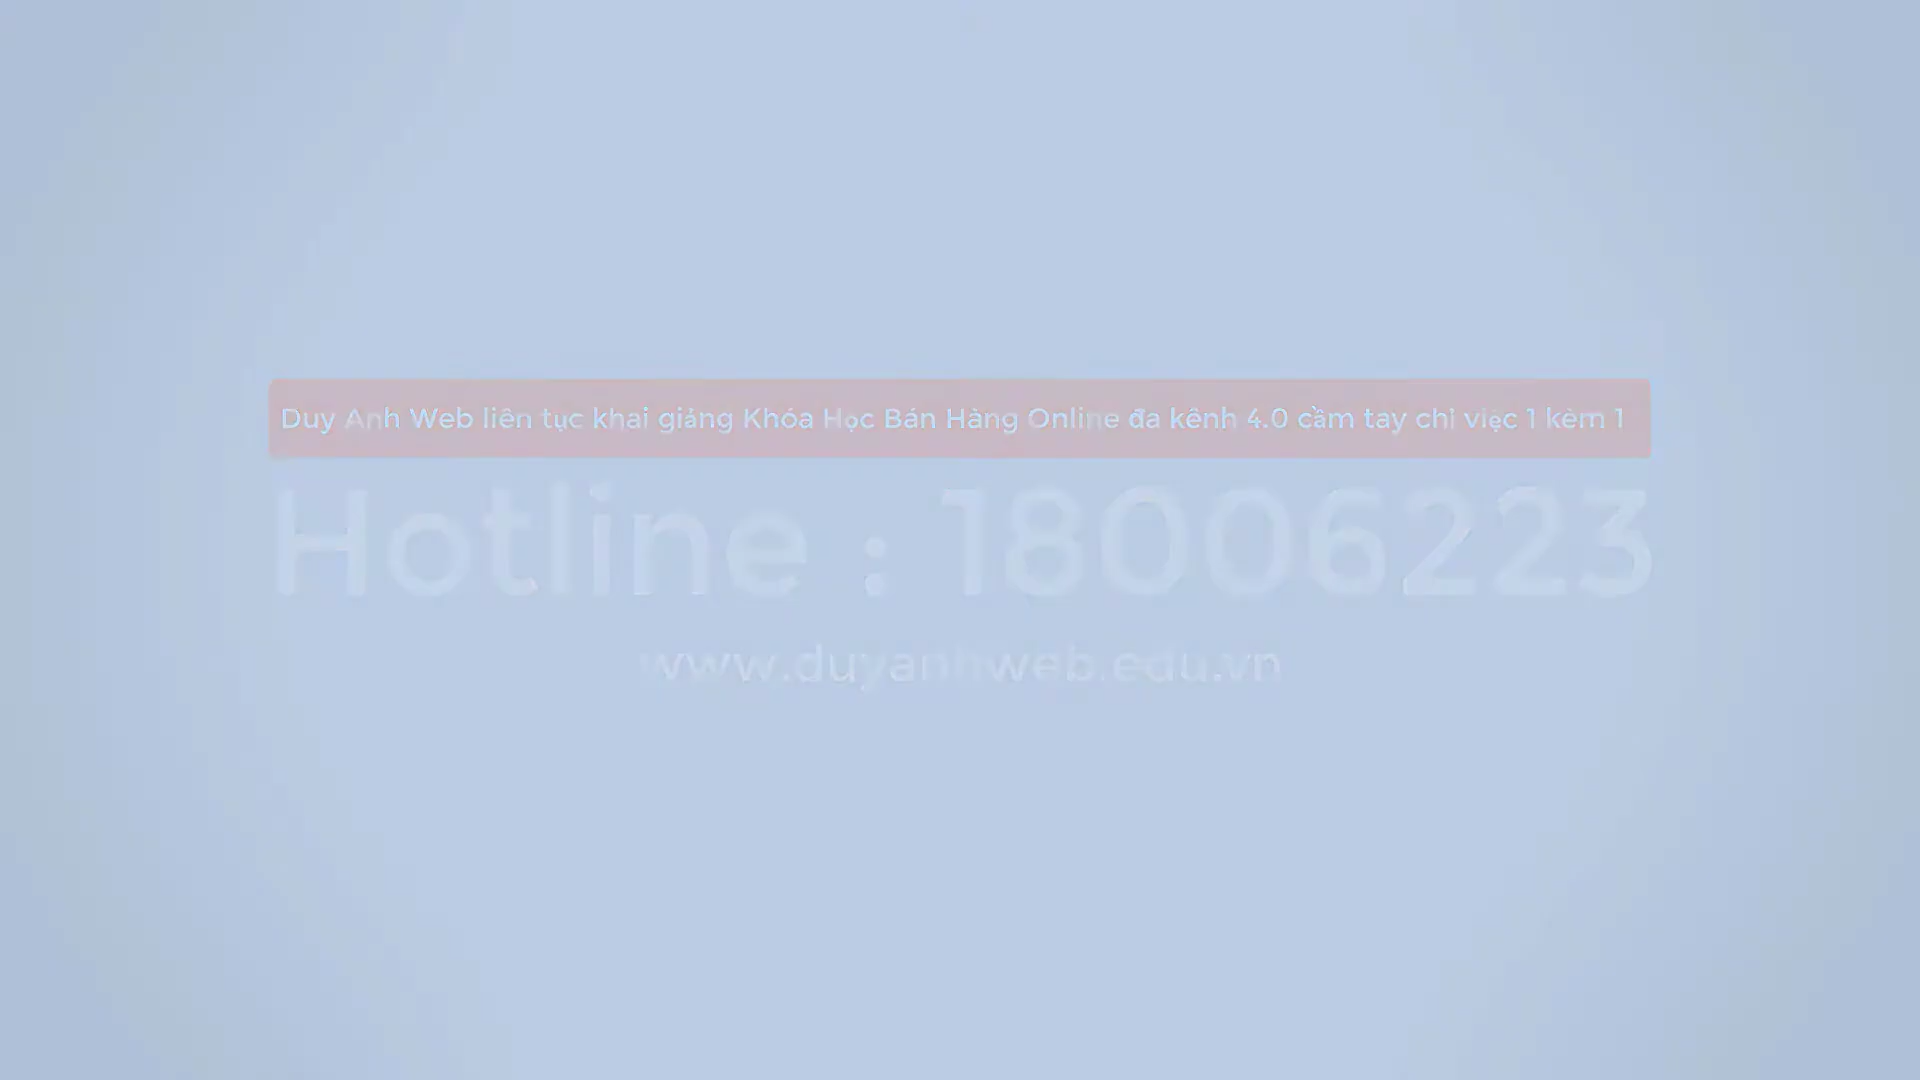 Duy Anh Web liên tục khai giảng Khóa Học Bán Hàng Online đa kênh 4.0 cầm tay chỉ việc 1 kèm 1
Hotline : 18006223
www.duyanhweb.edu.vn